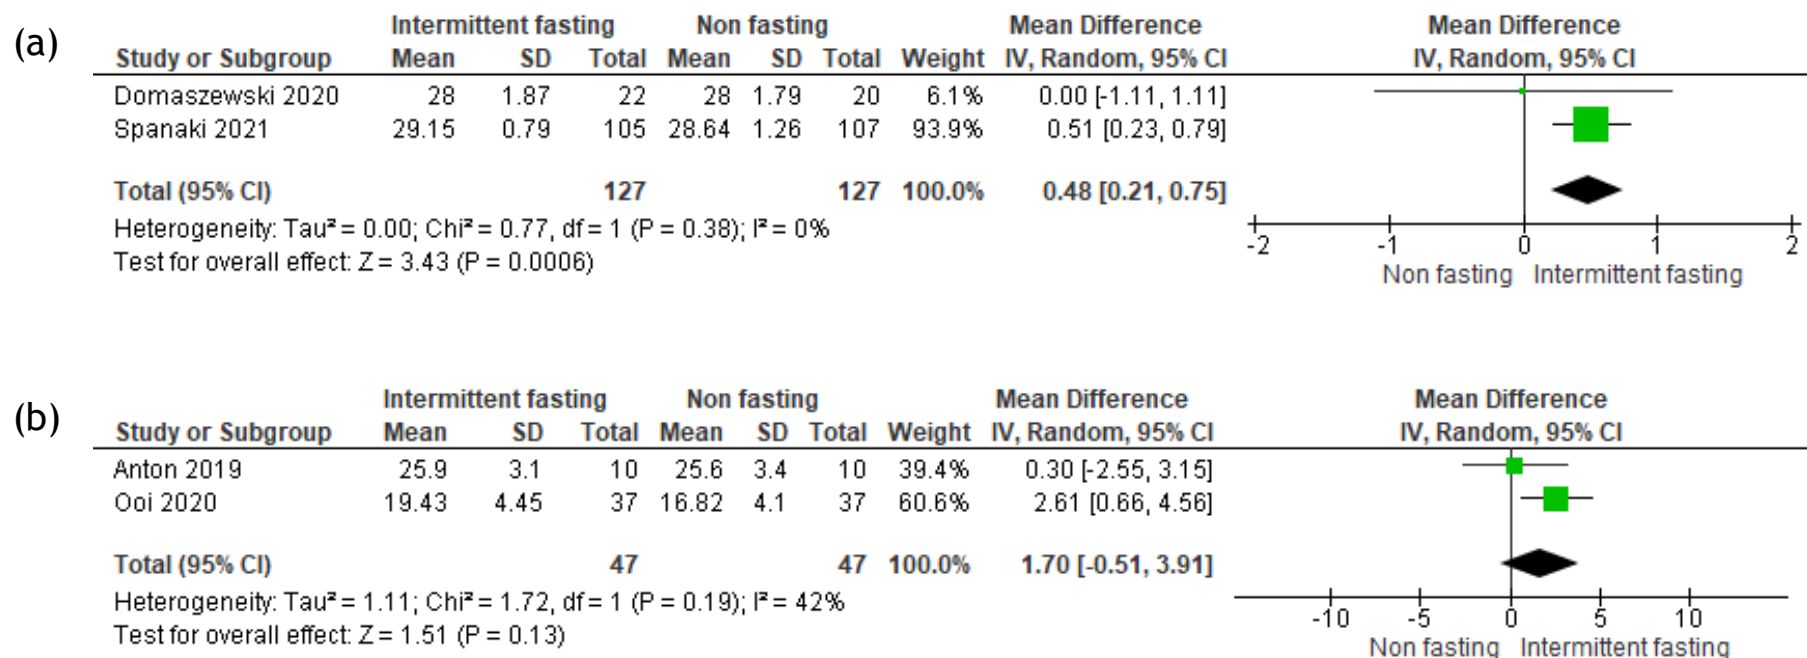 (a)
Intermittent fasting Non fasting Mean Difference Mean Difference
Study or Subgroup Mean SD Total Mean SD Total Weight IV, Random, 95% CI IV, Random, 95% CI
Domaszewski 2020 28 1.87 22 28 1.79 20 6.1% 0.00 [-1.11, 1.11]
Spanaki 2021 29.15 0.79 105 28.64 1.26 107 93.9% 0.51 [0.23, 0.79]
Total (95% CI) 127 127 100.0% 0.48 [0.21, 0.75]
Heterogeneity: Tau² = 0.00; Chi² = 0.77, df = 1 (P = 0.38); I² = 0%
Test for overall effect: Z = 3.43 (P = 0.0006)
-2 -1 0 1 2
Non fasting Intermittent fasting
(b)
Intermittent fasting Non fasting Mean Difference Mean Difference
Study or Subgroup Mean SD Total Mean SD Total Weight IV, Random, 95% CI IV, Random, 95% CI
Anton 2019 25.9 3.1 10 25.6 3.4 10 39.4% 0.30 [-2.55, 3.15]
Ooi 2020 19.43 4.45 37 16.82 4.1 37 60.6% 2.61 [0.66, 4.56]
Total (95% CI) 47 47 100.0% 1.70 [-0.51, 3.91]
Heterogeneity: Tau² = 1.11; Chi² = 1.72, df = 1 (P = 0.19); I² = 42%
Test for overall effect: Z = 1.51 (P = 0.13)
-10 -5 0 5 10
Non fasting Intermittent fasting